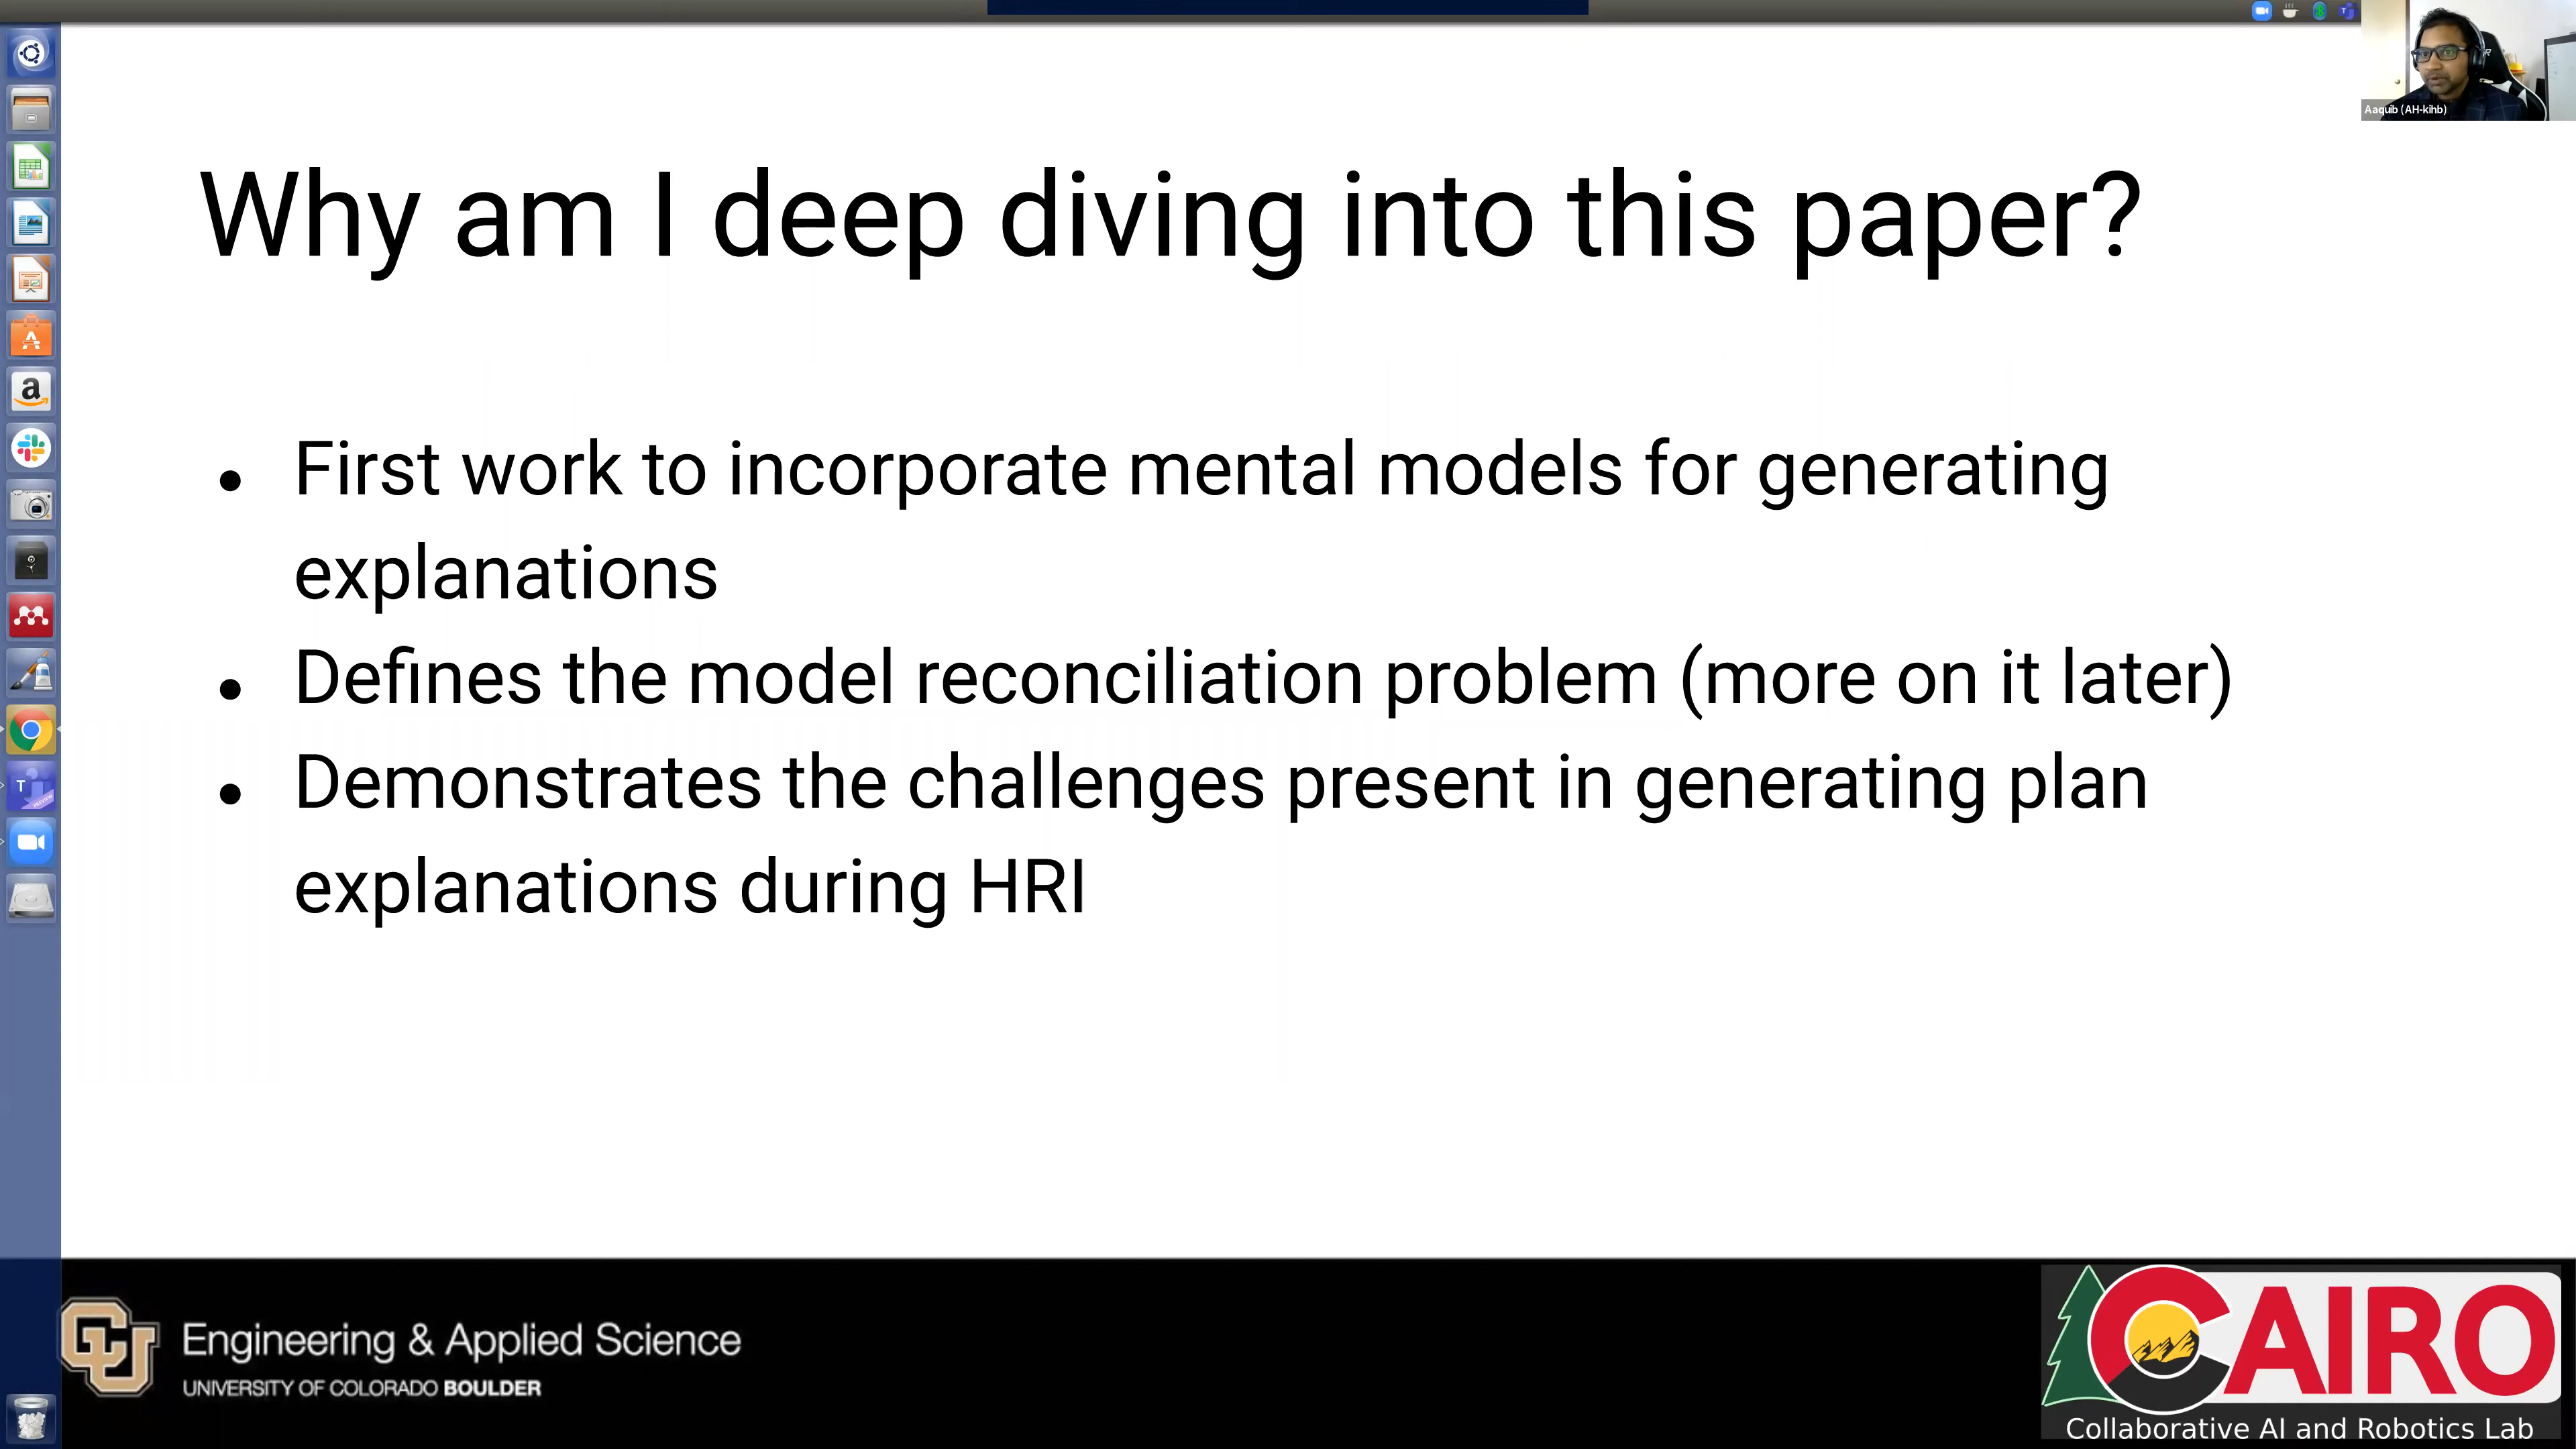 Aaquib (AH-kihb)
Why am I deep diving into this paper?
• First work to incorporate mental models for generating
explanations
• Defines the model reconciliation problem (more on it later)
• Demonstrates the challenges present in generating plan
explanations during HRI
CU
Engineering & Applied Science
UNIVERSITY OF COLORADO BOULDER
CAIRO
Collaborative AI and Robotics Lab